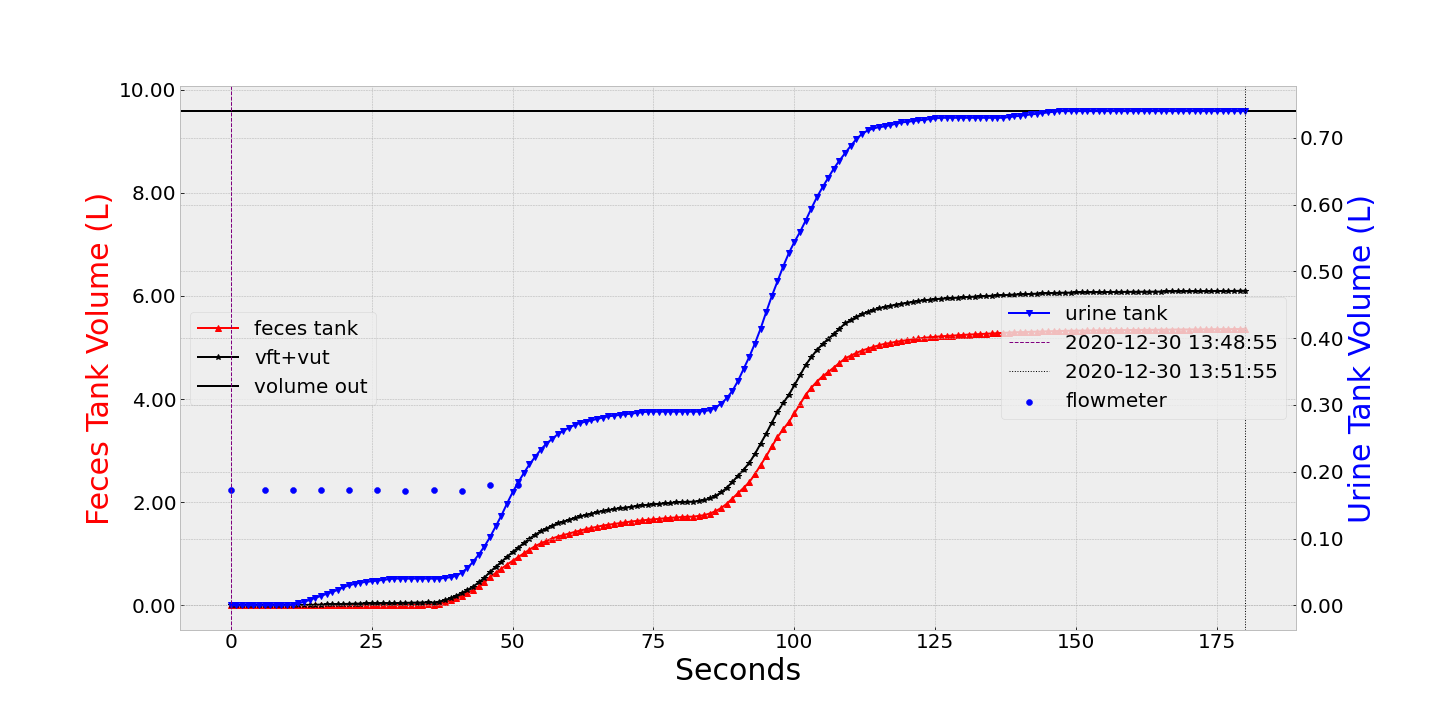 10.00
8.00
6.00
4.00
2.00
0.00
Feces Tank Volume (L)
feces tank
vft+vut
volume out
urine tank
2020-12-30 13:48:55
2020-12-30 13:51:55
flowmeter
0.70
0.60
0.50
0.40
0.30
0.20
0.10
0.00
Urine Tank Volume (L)
0 25 50 75 100 125 150 175
Seconds